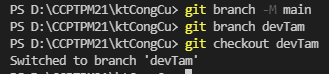 PS D:\CCPTPM21\ktCongCu> git branch -M main
PS D:\CCPTPM21\ktCongCu> git branch devTam
PS D:\CCPTPM21\ktCongCu> git checkout devTam
Switched to branch 'devTam'